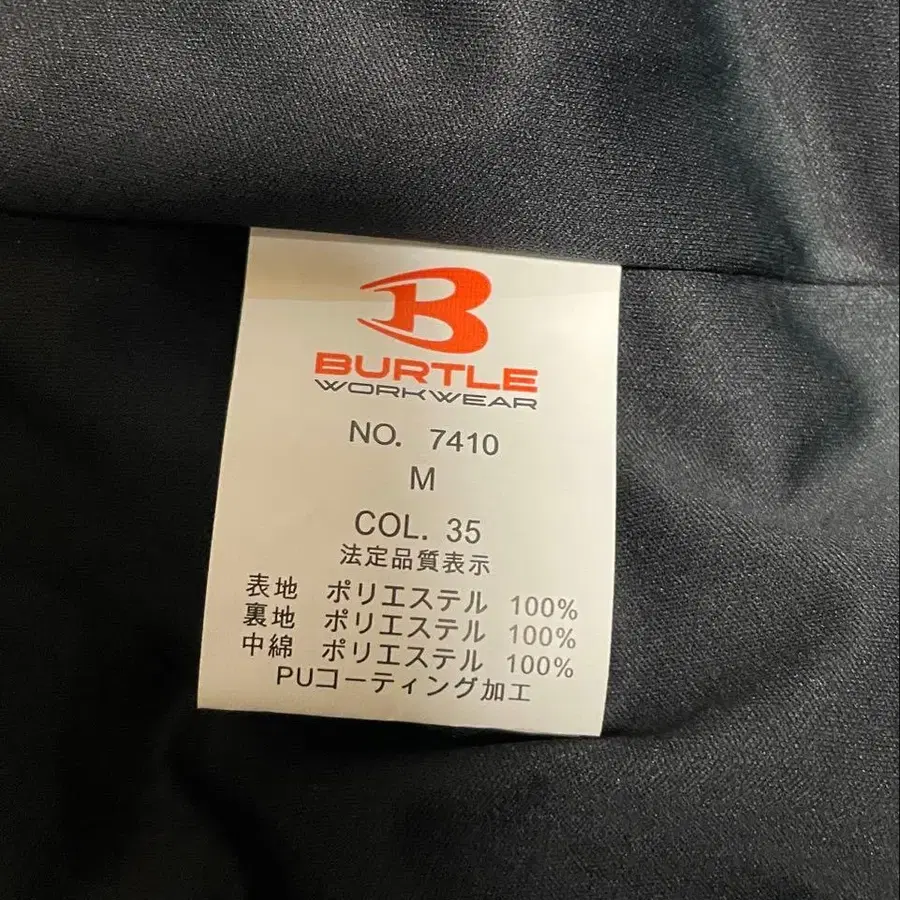 B
BURTLE
WORKWEAR
NO. 7410
M
COL. 35
法定品質表示
表地 ポリエステル 100%
裏地 ポリエステル 100%
中綿 ポリエステル 100%
PUコーティング加工